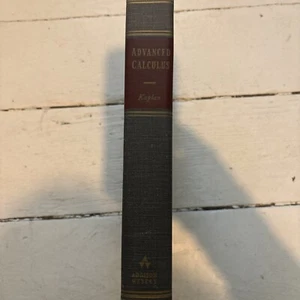 ADVANCED
CALCULUS
Kaplan
ADDISON
WESLEY